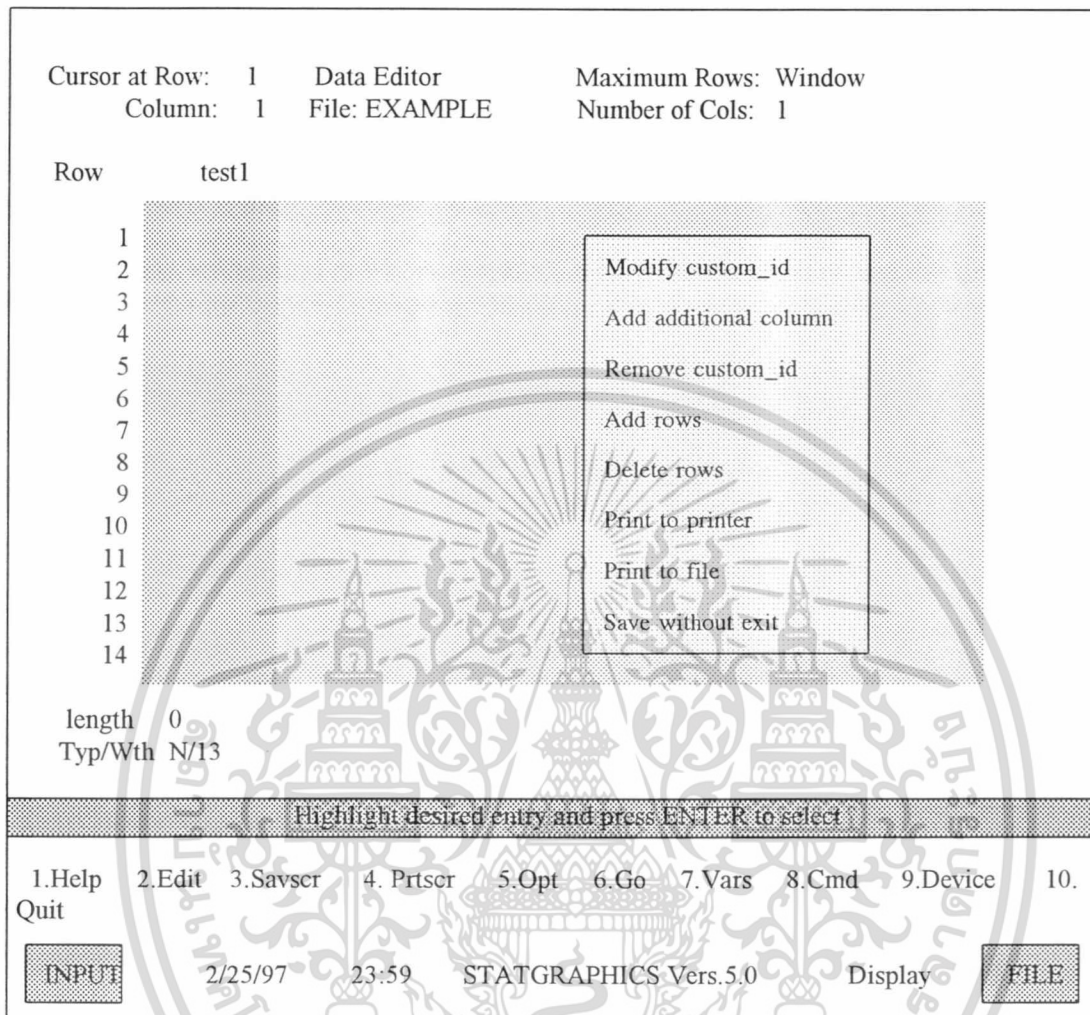 Cursor at Row: 1 Data Editor Maximum Rows: Window
Column: 1 File: EXAMPLE Number of Cols: 1
Row test1
1
2 Modify custom_id
3
4 Add additional column
5 Remove custom_id
6
7 Add rows
8 Delete rows
9
10 Print to printer
11 Print to file
12
13 Save without exit
14
length 0
Typ/Wth N/13
Highlight desired entry and press ENTER to select
1.Help 2.Edit 3.Savscr 4. Prtscr 5.Opt 6.Go 7.Vars 8.Cmd 9.Device 10.
Quit
INPUT 2/25/97 23:59 STATGRAPHICS Vers.5.0 Display FILE